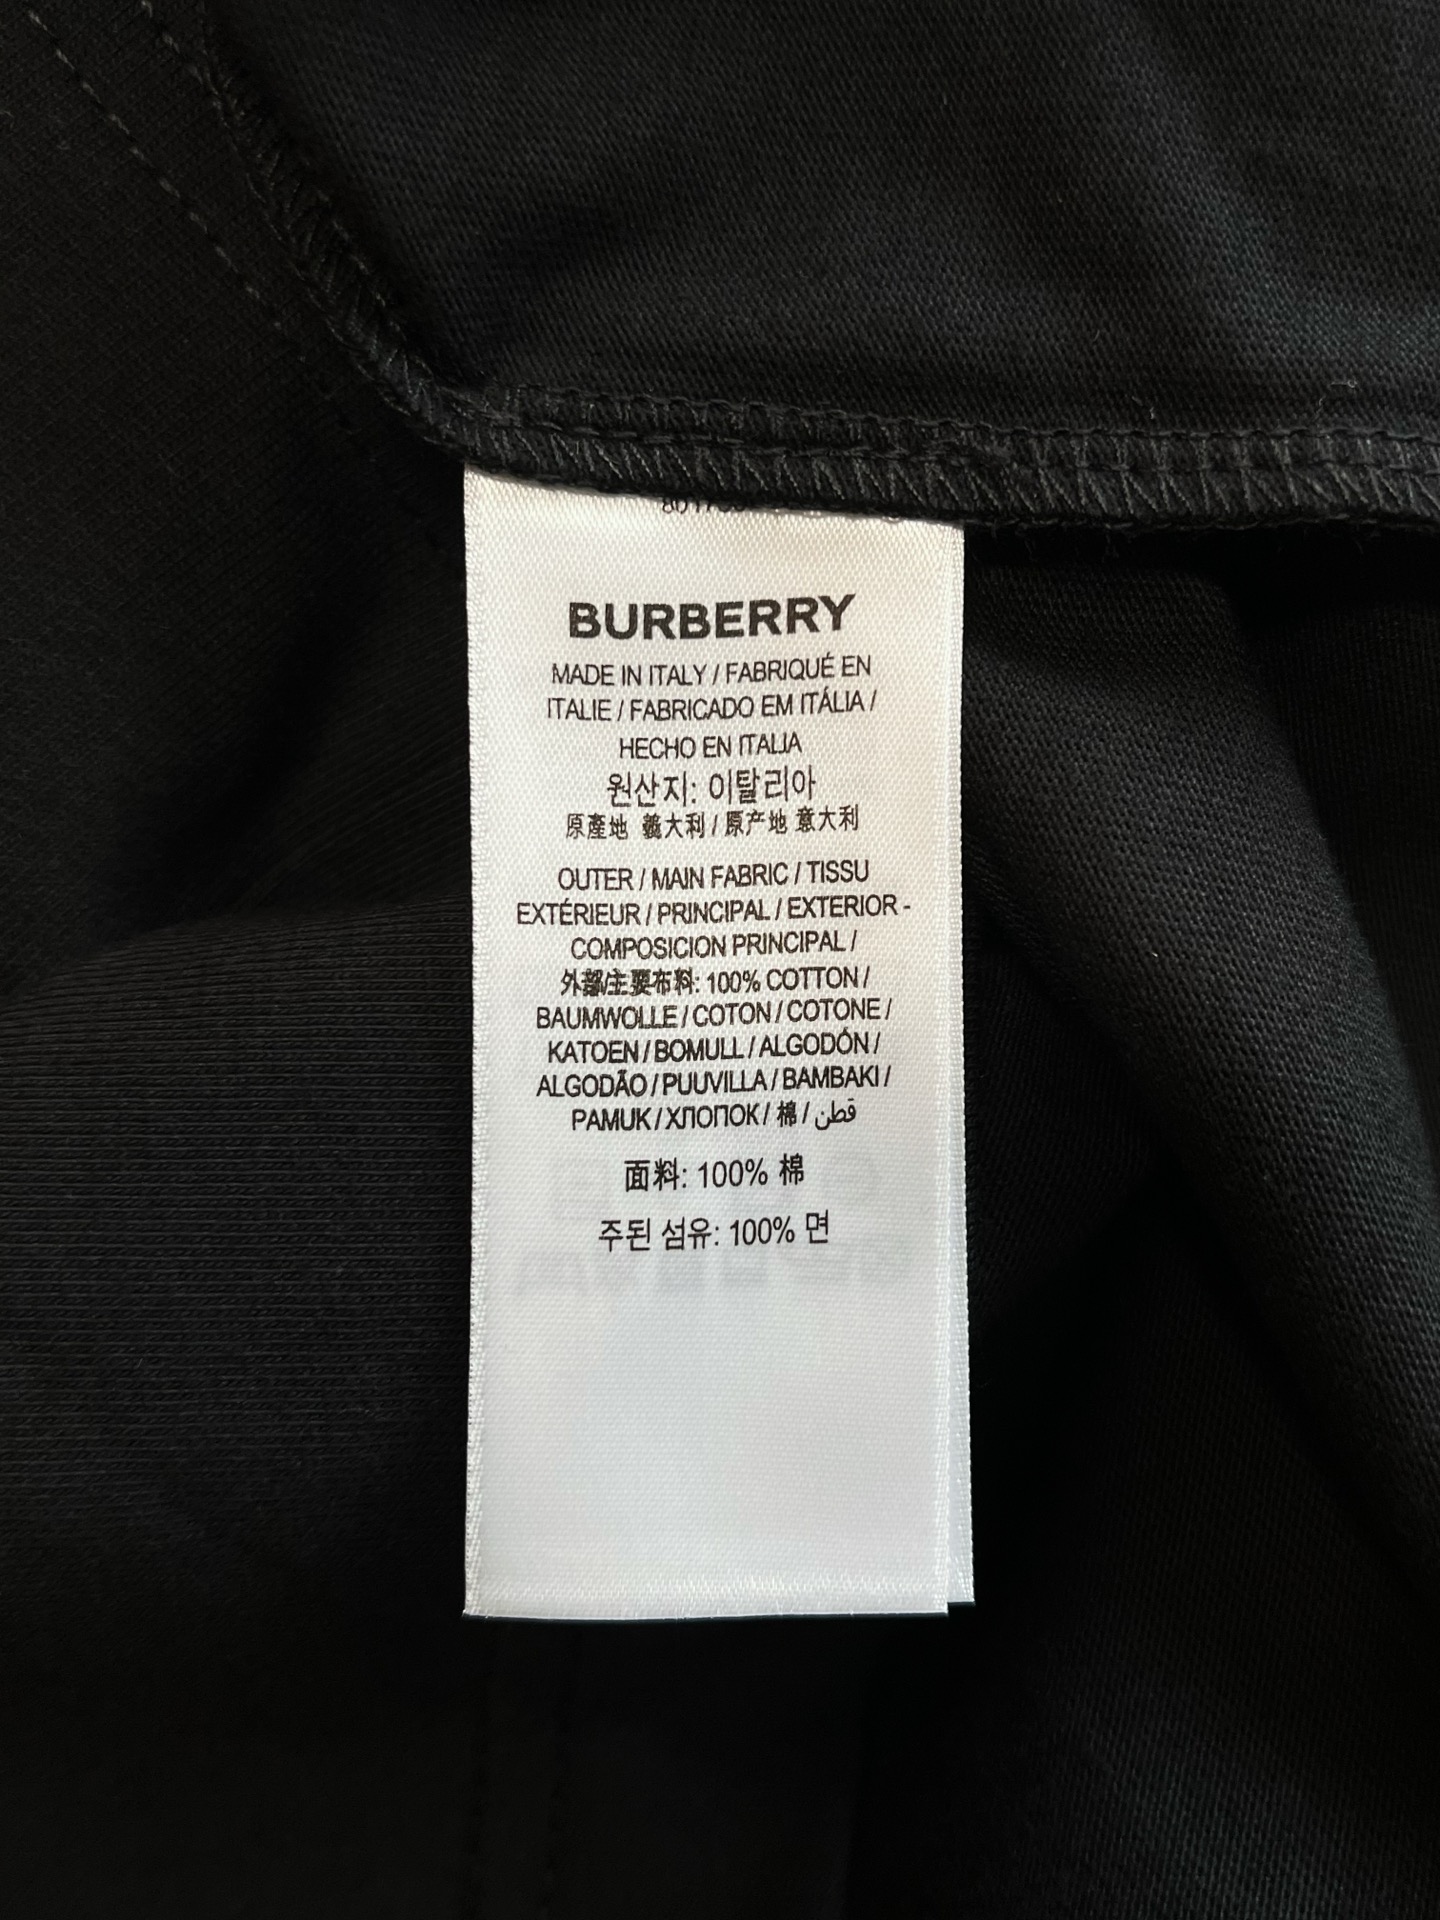 BURBERRY
MADE IN ITALY / FABRIQUÉ EN
ITALIE / FABRICADO EM ITÁLIA /
HECHO EN ITALIA
원산지: 이탈리아
原產地 義大利 / 原产地 意大利
OUTER / MAIN FABRIC / TISSU
EXTÉRIEUR / PRINCIPAL / EXTERIOR -
COMPOSICION PRINCIPAL /
外部/主要布料: 100% COTTON /
BAUMWOLLE / COTON / COTONE /
KATOEN / BOMULL / ALGODÓN /
ALGODÃO / PUUVILLA / BAMBAKI /
PAMUK / ХЛОПОК / 棉 / قطن
面料: 100% 棉
주된 섬유: 100% 면